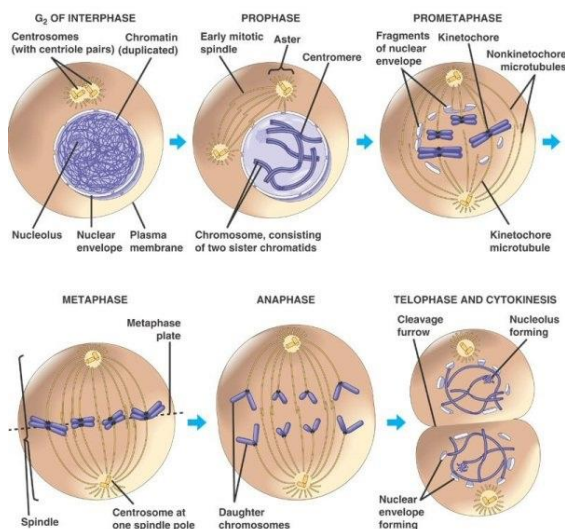 G₂ OF INTERPHASE
Centrosomes
(with centriole pairs)
Chromatin
(duplicated)
Nucleolus
Nuclear
envelope
Plasma
membrane
PROPHASE
Early mitotic
spindle
Aster
Centromere
Chromosome, consisting
of two sister chromatids
PROMETAPHASE
Fragments
of nuclear
envelope
Kinetochore
Nonkinetochore
microtubules
Kinetochore
microtubule
METAPHASE
Metaphase
plate
Spindle
Centrosome at
one spindle pole
ANAPHASE
Daughter
chromosomes
TELOPHASE AND CYTOKINESIS
Cleavage
furrow
Nucleolus
forming
Nuclear
envelope
forming